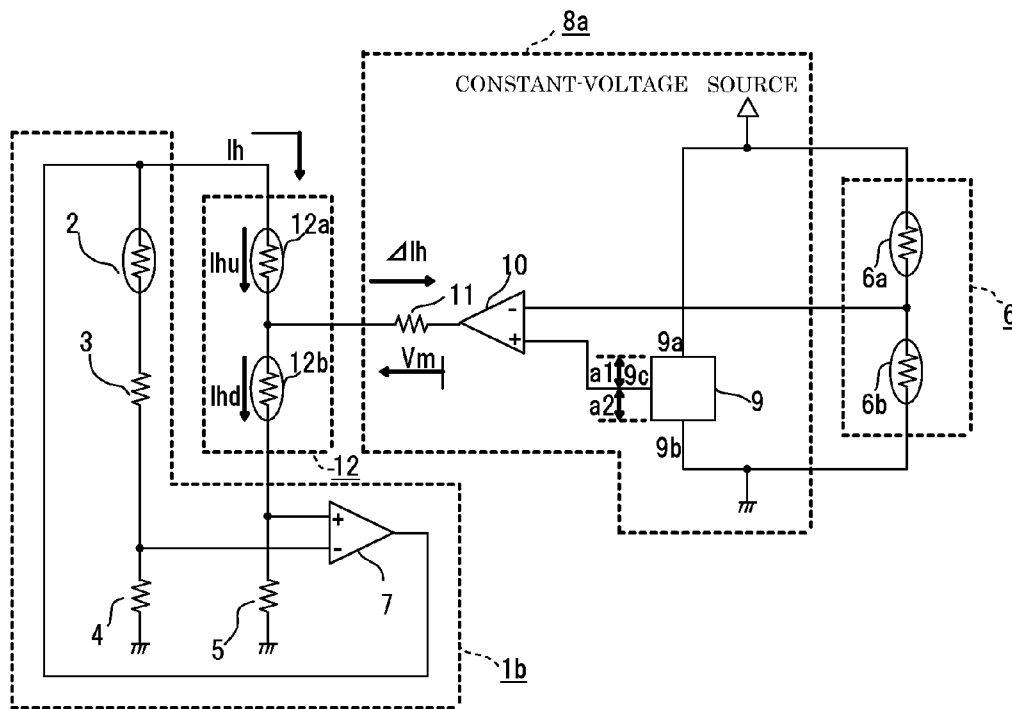 8a
CONSTANT-VOLTAGE SOURCE
Ih
2
12a
Ihu
ΔIh
10
11
6a
6
3
12b
Ihd
Vm
-
+
9a
a1
9c
a2
9
6b
9b
12
+
-
7
4
5
1b